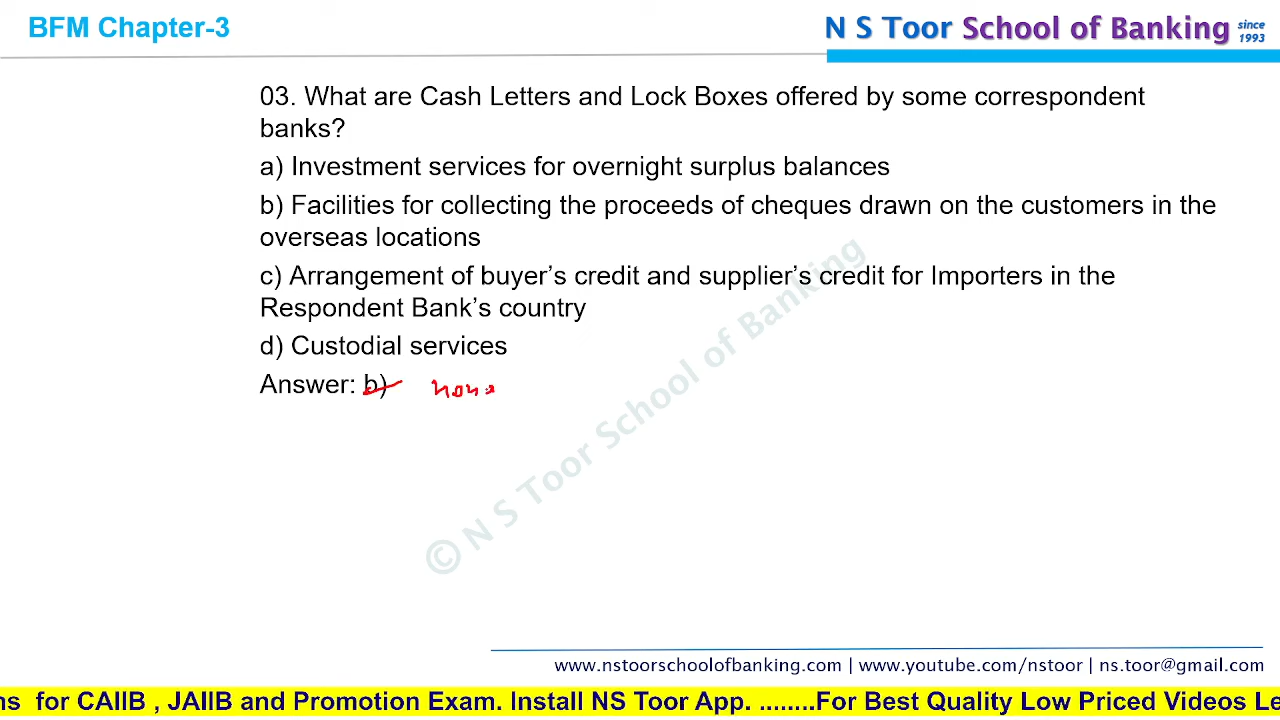 BFM Chapter-3
N S Toor School of Banking since 1993
03. What are Cash Letters and Lock Boxes offered by some correspondent
banks?
a) Investment services for overnight surplus balances
b) Facilities for collecting the proceeds of cheques drawn on the customers in the
overseas locations
c) Arrangement of buyer’s credit and supplier’s credit for Importers in the
Respondent Bank’s country
d) Custodial services
Answer: b)
© N S Toor School of Banking
www.nstoorschoolofbanking.com | www.youtube.com/nstoor | ns.toor@gmail.com
for CAIIB , JAIIB and Promotion Exam. Install NS Toor App. ........For Best Quality Low Priced Videos